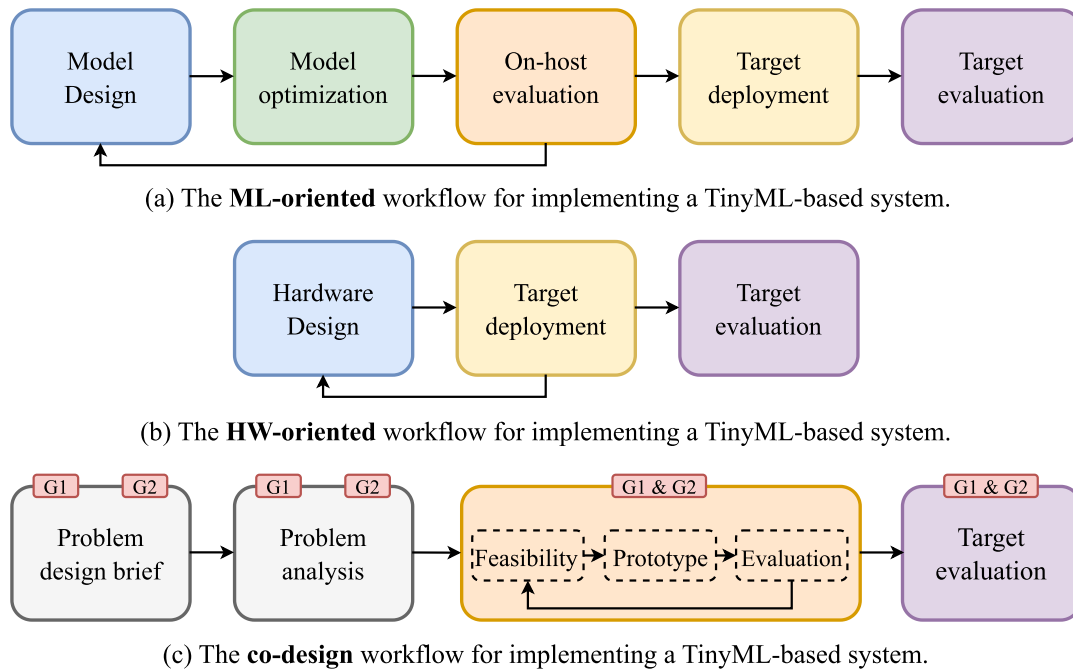 Model
Design
Model
optimization
On-host
evaluation
Target
deployment
Target
evaluation
(a) The ML-oriented workflow for implementing a TinyML-based system.
Hardware
Design
Target
deployment
Target
evaluation
(b) The HW-oriented workflow for implementing a TinyML-based system.
G1
G2
Problem
design brief
G1
G2
Problem
analysis
G1 & G2
Feasibility
Prototype
Evaluation
G1 & G2
Target
evaluation
(c) The co-design workflow for implementing a TinyML-based system.